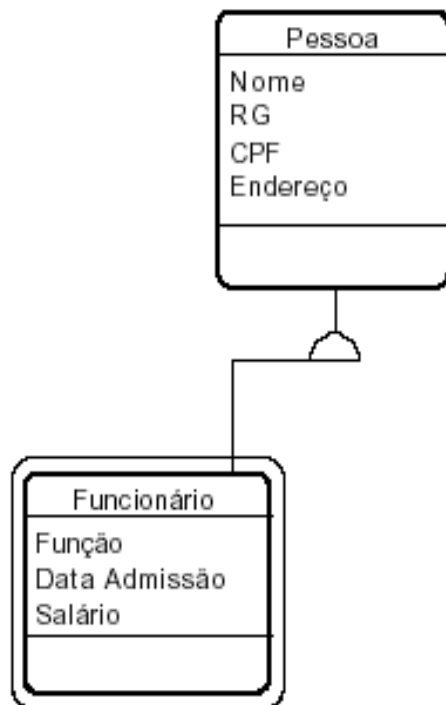 Pessoa
Nome
RG
CPF
Endereço
Funcionário
Função
Data Admissão
Salário